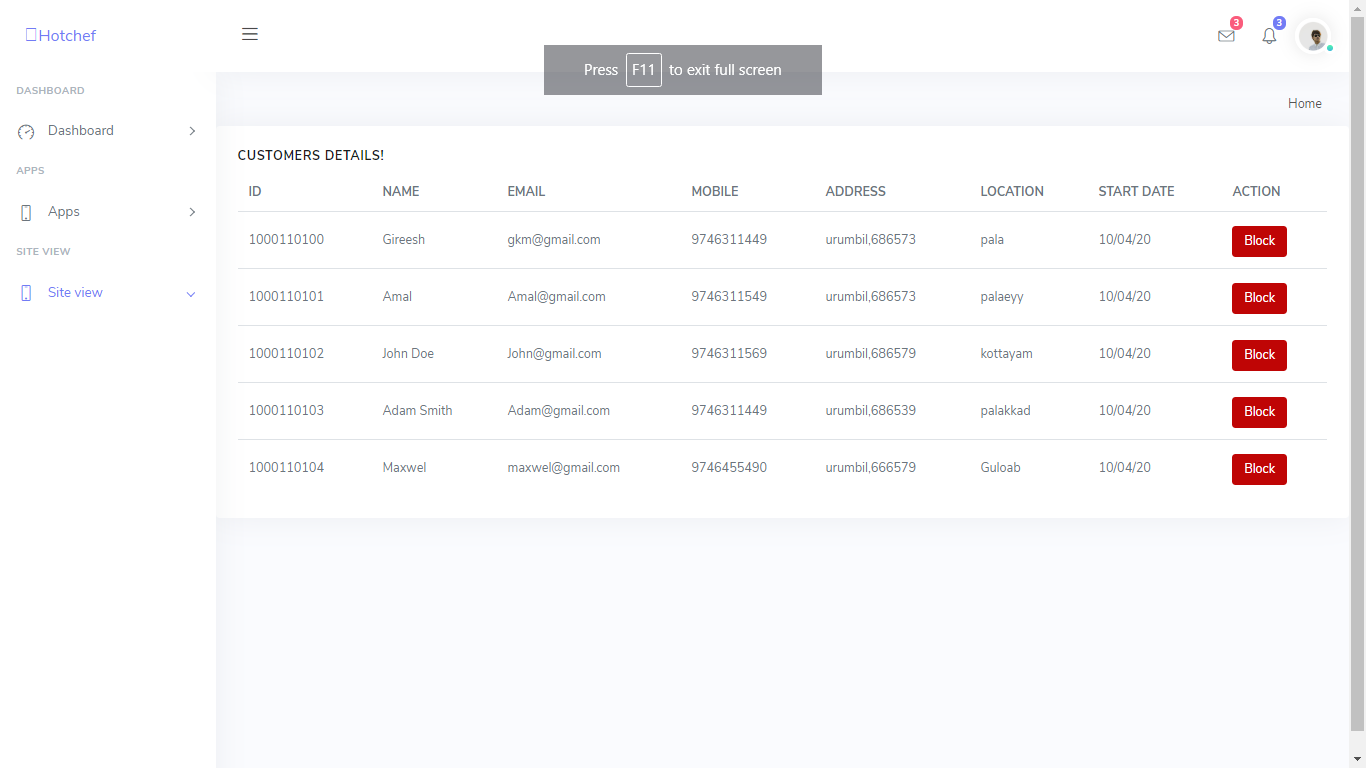 Hotchef
3
3
Press F11 to exit full screen
DASHBOARD
Dashboard
APPS
Apps
SITE VIEW
Site view
Home
CUSTOMERS DETAILS!
ID NAME EMAIL MOBILE ADDRESS LOCATION START DATE ACTION
1000110100 Gireesh gkm@gmail.com 9746311449 urumbil,686573 pala 10/04/20 Block
1000110101 Amal Amal@gmail.com 9746311549 urumbil,686573 palaeyy 10/04/20 Block
1000110102 John Doe John@gmail.com 9746311569 urumbil,686579 kottayam 10/04/20 Block
1000110103 Adam Smith Adam@gmail.com 9746311449 urumbil,686539 palakkad 10/04/20 Block
1000110104 Maxwel maxwel@gmail.com 9746455490 urumbil,666579 Guloab 10/04/20 Block